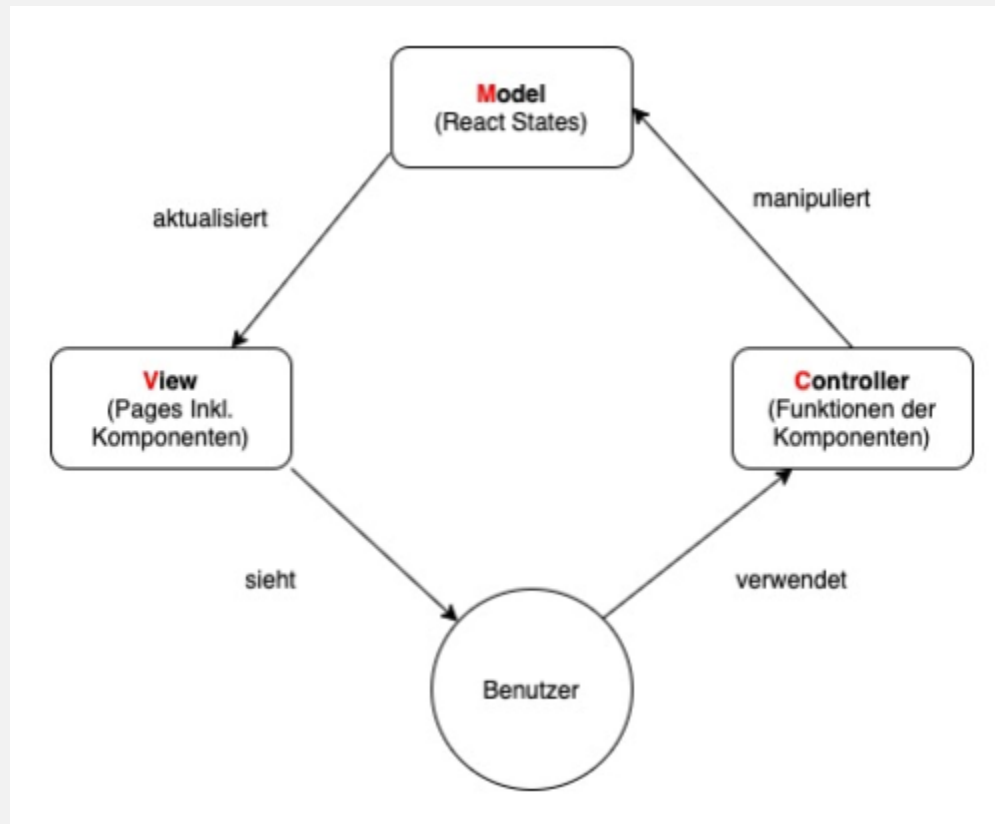 Model
(React States)
manipuliert
aktualisiert
View
(Pages Inkl.
Komponenten)
Controller
(Funktionen der
Komponenten)
sieht
verwendet
Benutzer